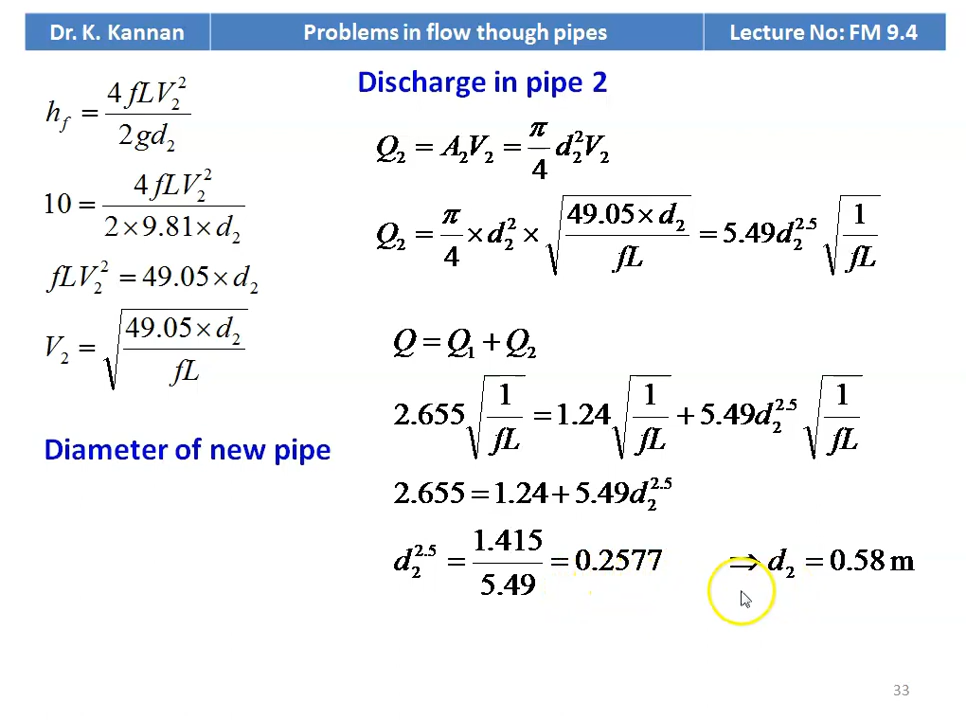 Dr. K. Kannan Problems in flow though pipes Lecture No: FM 9.4
h_f = 4fLV₂² / 2gd₂
10 = 4fLV₂² / 2 × 9.81 × d₂
fLV₂² = 49.05 × d₂
V₂ = √(49.05 × d₂ / fL)
Diameter of new pipe
Discharge in pipe 2
Q₂ = A₂V₂ = π/4 d₂²V₂
Q₂ = π/4 × d₂² × √(49.05 × d₂ / fL) = 5.49d₂^2.5 √(1/fL)
Q = Q₁ + Q₂
2.655√(1/fL) = 1.24√(1/fL) + 5.49d₂^2.5 √(1/fL)
2.655 = 1.24 + 5.49d₂^2.5
d₂^2.5 = 1.415/5.49 = 0.2577 ⇒ d₂ = 0.58 m
33